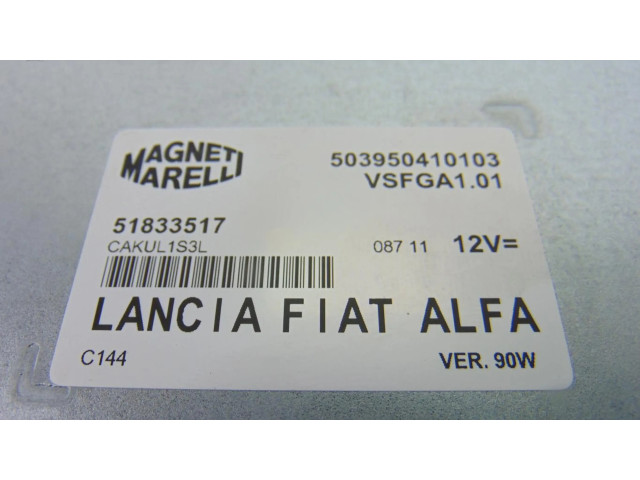 MAGNETI MARELLI
503950410103
VSFGA1.01
51833517
CAKUL1S3L
087 11 12V=
LANCIA FIAT ALFA
C144 VER. 90W